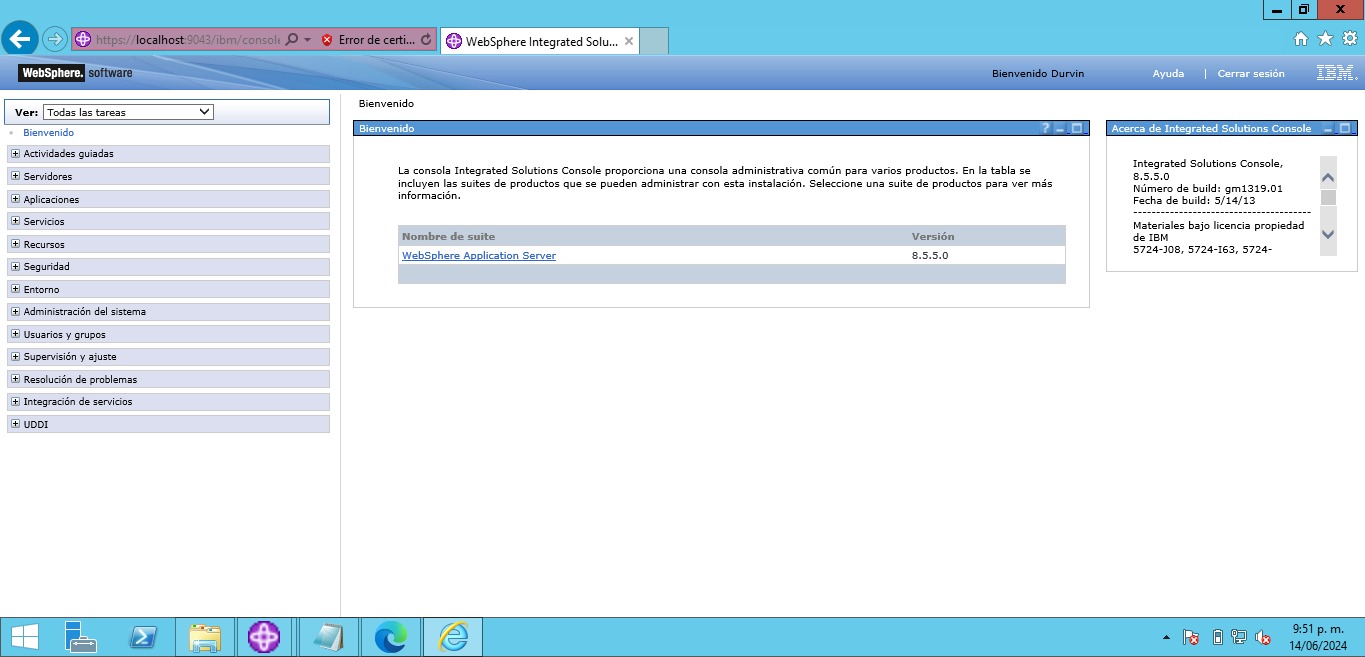 https://localhost:9043/ibm/consol
Error de certi...
WebSphere Integrated Solu...
WebSphere. software
Bienvenido Durvin
Ayuda
Cerrar sesión
IBM.
Ver: Todas las tareas
Bienvenido
Actividades guiadas
Servidores
Aplicaciones
Servicios
Recursos
Seguridad
Entorno
Administración del sistema
Usuarios y grupos
Supervisión y ajuste
Resolución de problemas
Integración de servicios
UDDI
Bienvenido
Bienvenido
La consola Integrated Solutions Console proporciona una consola administrativa común para varios productos. En la tabla se
incluyen las suites de productos que se pueden administrar con esta instalación. Seleccione una suite de productos para ver más
información.
Nombre de suite Versión
WebSphere Application Server 8.5.5.0
Acerca de Integrated Solutions Console
Integrated Solutions Console,
8.5.5.0
Número de build: gm1319.01
Fecha de build: 5/14/13
----------------------------------------
Materiales bajo licencia propiedad
de IBM
5724-J08, 5724-I63, 5724-
9:51 p. m.
14/06/2024